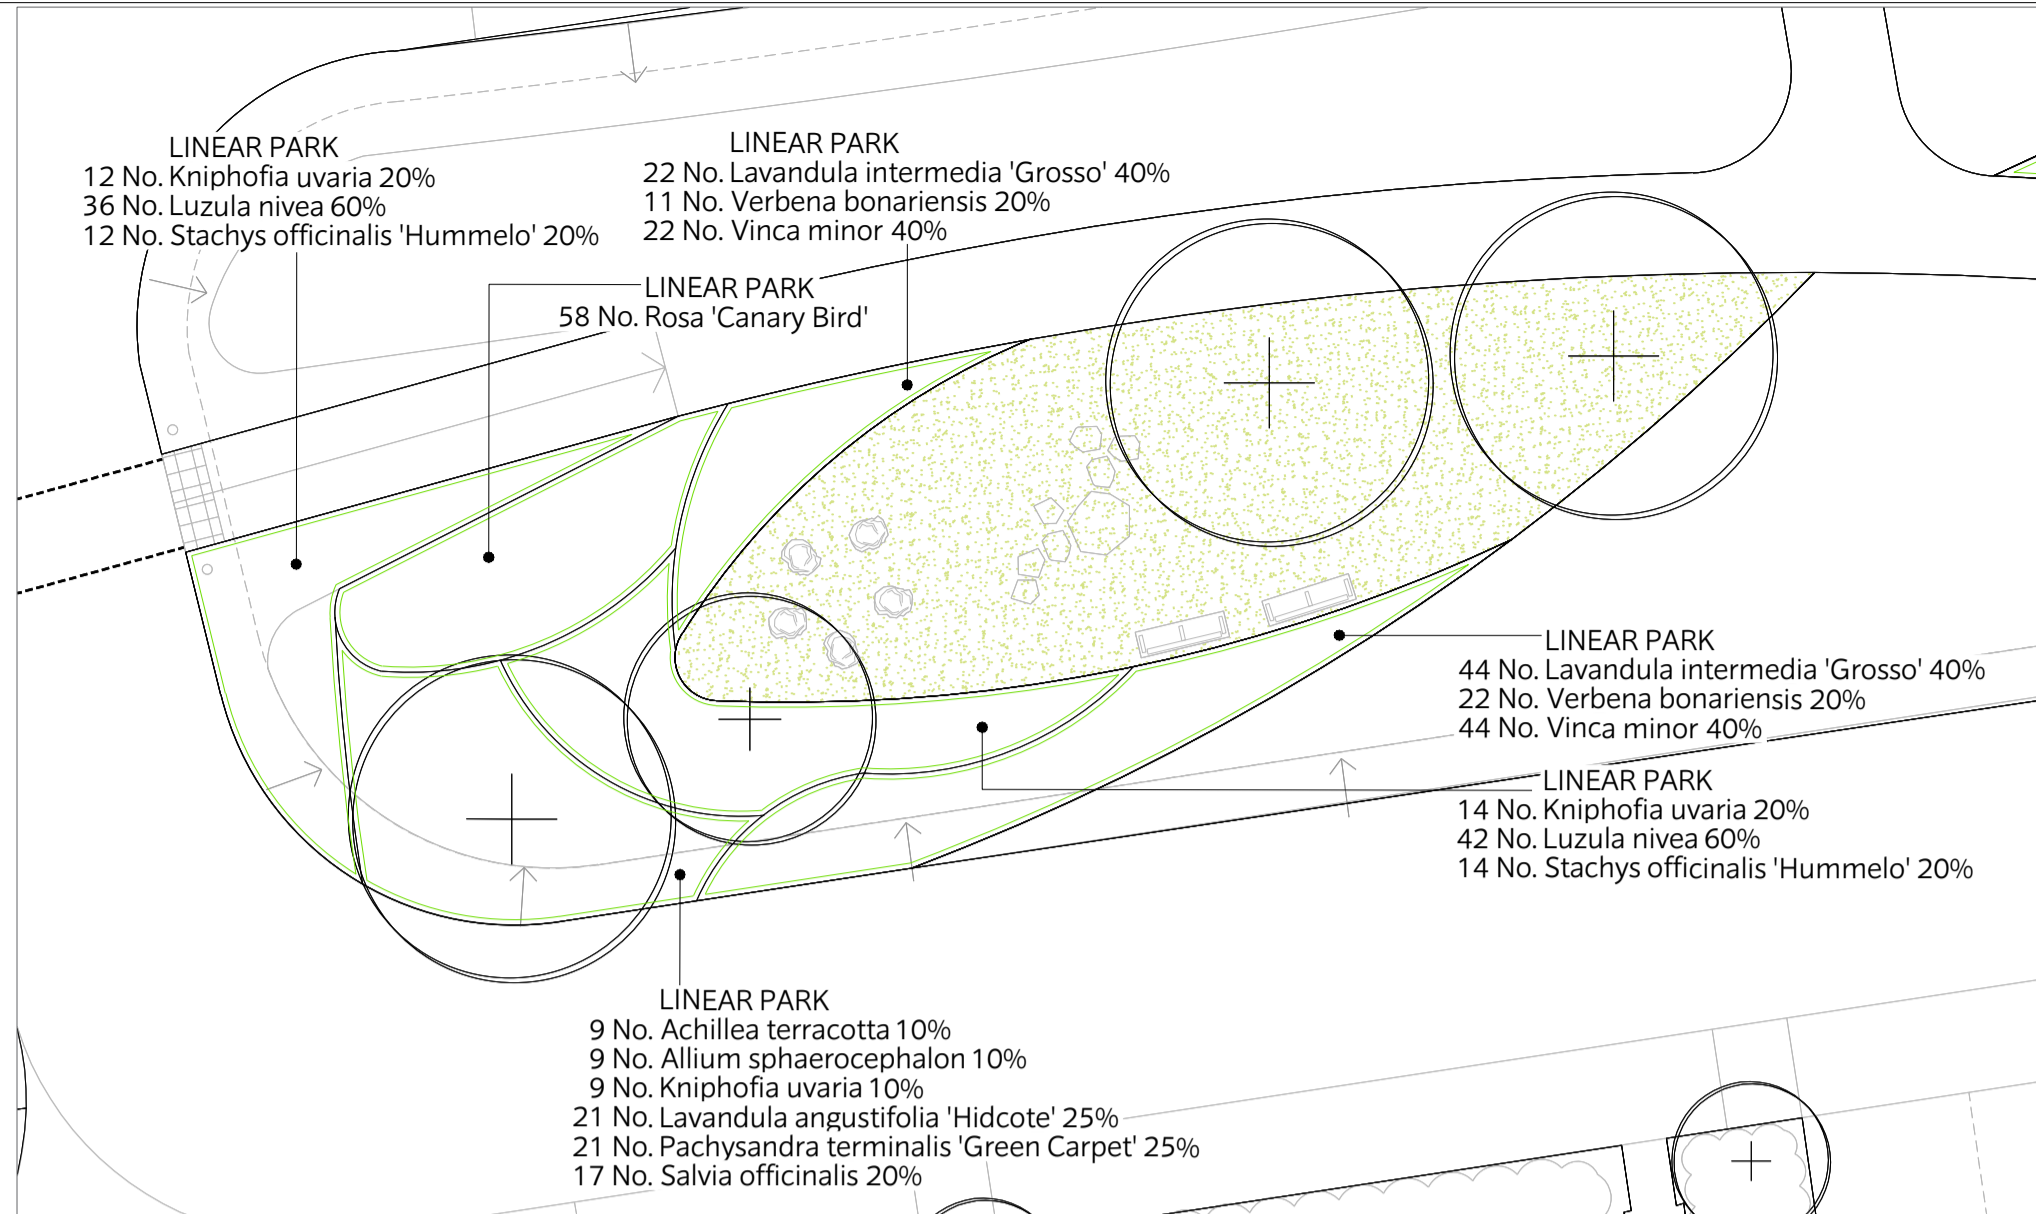 LINEAR PARK
12 No. Kniphofia uvaria 20%
36 No. Luzula nivea 60%
12 No. Stachys officinalis 'Hummelo' 20%
LINEAR PARK
22 No. Lavandula intermedia 'Grosso' 40%
11 No. Verbena bonariensis 20%
22 No. Vinca minor 40%
LINEAR PARK
58 No. Rosa 'Canary Bird'
LINEAR PARK
44 No. Lavandula intermedia 'Grosso' 40%
22 No. Verbena bonariensis 20%
44 No. Vinca minor 40%
LINEAR PARK
14 No. Kniphofia uvaria 20%
42 No. Luzula nivea 60%
14 No. Stachys officinalis 'Hummelo' 20%
LINEAR PARK
9 No. Achillea terracotta 10%
9 No. Allium sphaerocephalon 10%
9 No. Kniphofia uvaria 10%
21 No. Lavandula angustifolia 'Hidcote' 25%
21 No. Pachysandra terminalis 'Green Carpet' 25%
17 No. Salvia officinalis 20%